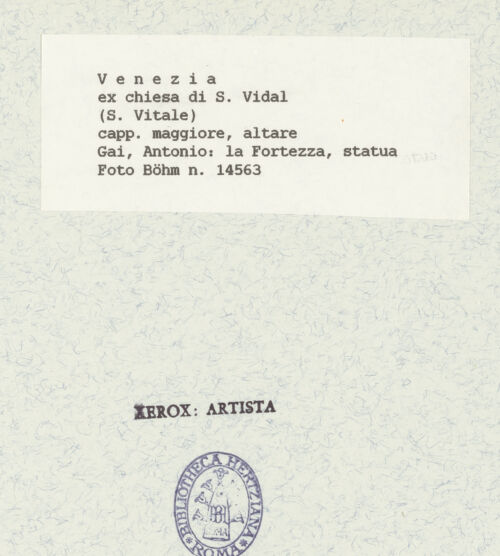 V e n e z i a
ex chiesa di S. Vidal
(S. Vitale)
capp. maggiore, altare
Gai, Antonio: la Fortezza, statua
Foto Böhm n. 14563
XEROX: ARTISTA
BIBLIOTHECA HERTZIANA
ROMA